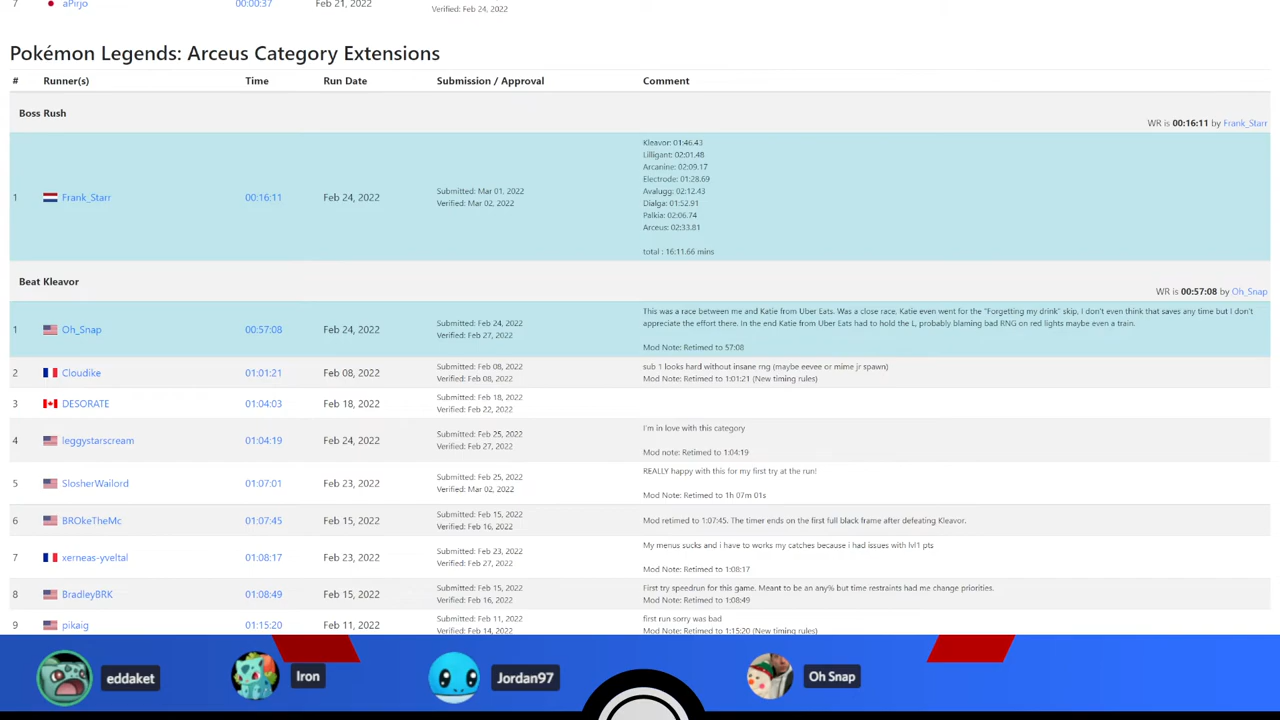 7 aPirjo 00:00:37 Feb 21, 2022 Verified: Feb 24, 2022
Pokémon Legends: Arceus Category Extensions
# Runner(s) Time Run Date Submission / Approval Comment
Boss Rush
WR is 00:16:11 by Frank_Starr
1 Frank_Starr 00:16:11 Feb 24, 2022
Submitted: Mar 01, 2022
Verified: Mar 02, 2022
Kleavor: 01:46.43
Lilligant: 02:01.48
Arcanine: 02:09.17
Electrode: 01:28.69
Avalugg: 02:12.43
Dialga: 01:52.91
Palkia: 02:06.74
Arceus: 02:33.81
total : 16:11.66 mins
Beat Kleavor
WR is 00:57:08 by Oh_Snap
1 Oh_Snap 00:57:08 Feb 24, 2022
Submitted: Feb 24, 2022
Verified: Feb 27, 2022
This was a race between me and Katie from Uber Eats. Was a close race. Katie even went for the "Forgetting my drink" skip, I don't even think that saves any time but I don't
appreciate the effort there. In the end Katie from Uber Eats had to hold the L, probably blaming bad RNG on red lights maybe even a train.
Mod Note: Retimed to 57:08
2 Cloudike 01:01:21 Feb 08, 2022
Submitted: Feb 08, 2022
Verified: Feb 08, 2022
sub 1 looks hard without insane rng (maybe eevee or mime jr spawn)
Mod Note: Retimed to 1:01:21 (New timing rules)
3 DESORATE 01:04:03 Feb 18, 2022
Submitted: Feb 18, 2022
Verified: Feb 22, 2022
4 leggystarscream 01:04:19 Feb 24, 2022
Submitted: Feb 25, 2022
Verified: Feb 27, 2022
I'm in love with this category
Mod note: Retimed to 1:04:19
5 SlosherWailord 01:07:01 Feb 23, 2022
Submitted: Feb 25, 2022
Verified: Mar 02, 2022
REALLY happy with this for my first try at the run!
Mod Note: Retimed to 1h 07m 01s
6 BROkeTheMc 01:07:45 Feb 15, 2022
Submitted: Feb 15, 2022
Verified: Feb 16, 2022
Mod retimed to 1:07:45. The timer ends on the first full black frame after defeating Kleavor.
7 xerneas-yveltal 01:08:17 Feb 23, 2022
Submitted: Feb 23, 2022
Verified: Feb 27, 2022
My menus sucks and i have to works my catches because i had issues with lvl1 pts
Mod Note: Retimed to 1:08:17
8 BradleyBRK 01:08:49 Feb 15, 2022
Submitted: Feb 15, 2022
Verified: Feb 16, 2022
First try speedrun for this game. Meant to be an any% but time restraints had me change priorities.
Mod Note: Retimed to 1:08:49
9 pikaig 01:15:20 Feb 11, 2022
Submitted: Feb 11, 2022
Verified: Feb 14, 2022
first run sorry was bad
Mod Note: Retimed to 1:15:20 (New timing rules)
eddaket Iron Jordan97 Oh Snap